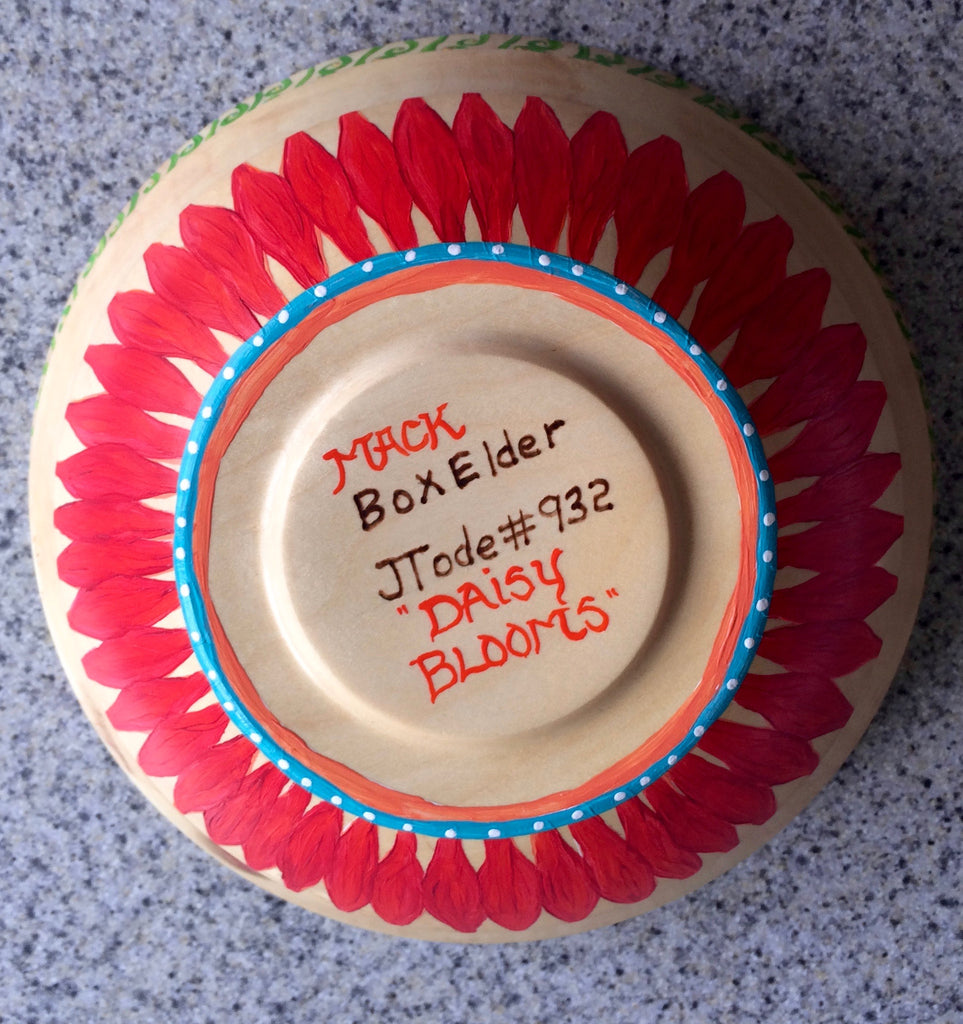 MACK
BoxElder
JTode#932
"DAiSY
BLOOMS"